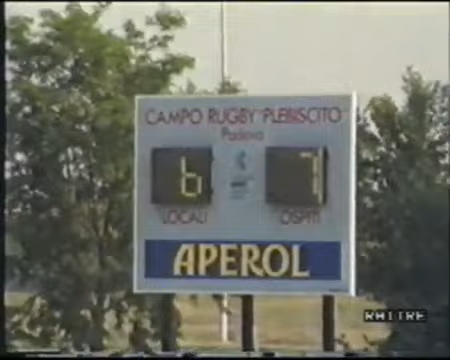 CAMPO RUGBY "PLEBISCITO"
Padova
6 7
LOCALI OSPITI
APEROL
RAITRE